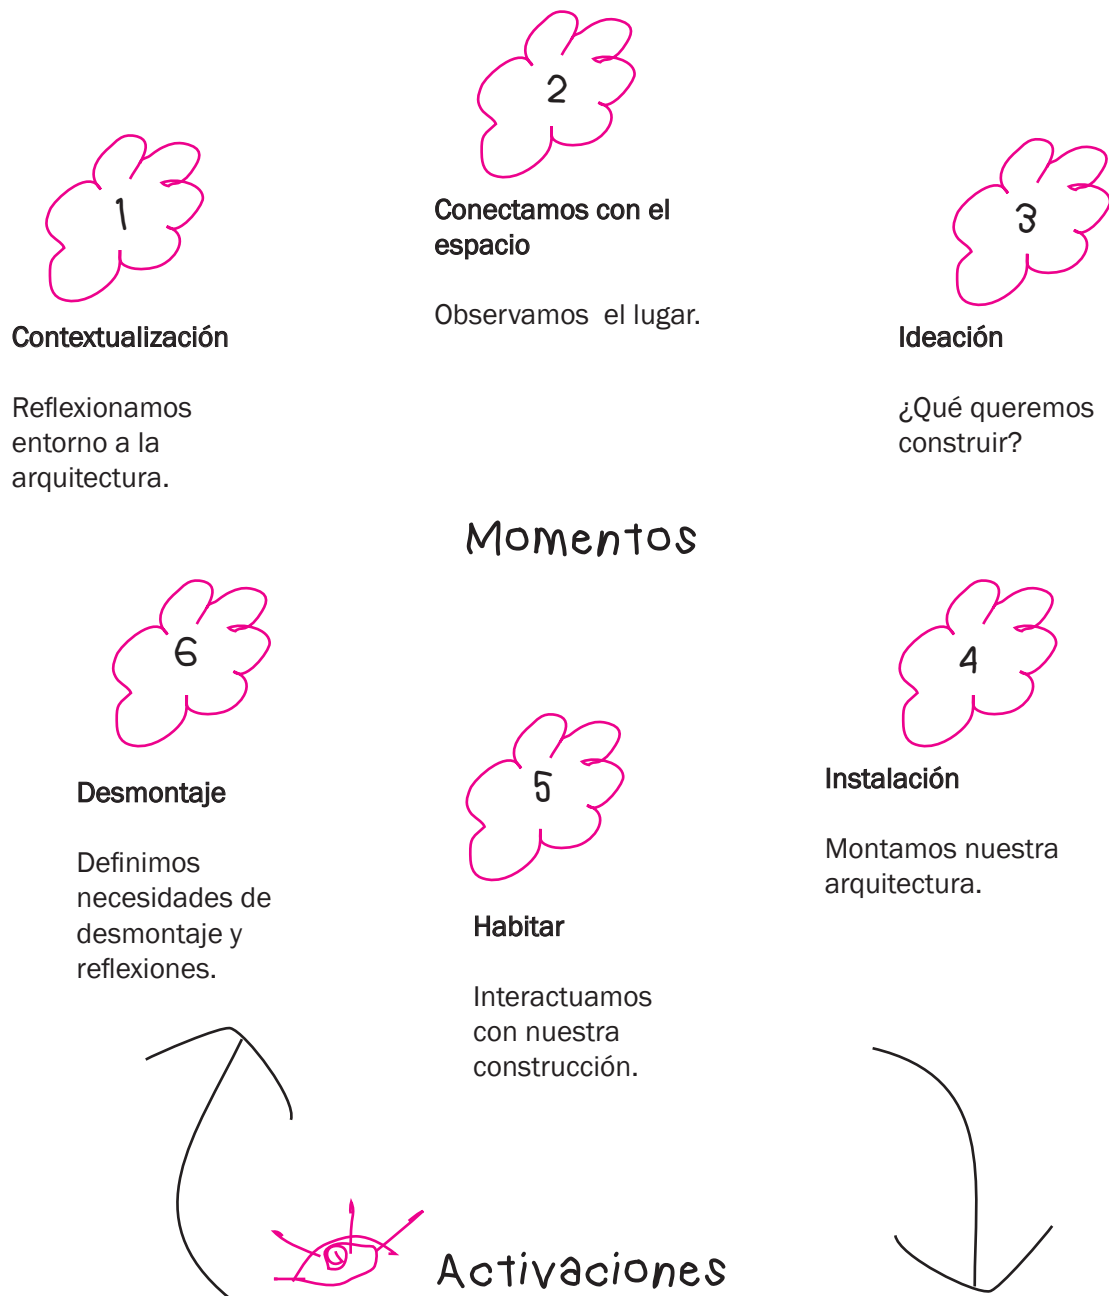 1
Contextualización
Reflexionamos
entorno a la
arquitectura.
2
Conectamos con el
espacio
Observamos el lugar.
3
Ideación
¿Qué queremos
construir?
Momentos
4
Instalación
Montamos nuestra
arquitectura.
5
Habitar
Interactuamos
con nuestra
construcción.
6
Desmontaje
Definimos
necesidades de
desmontaje y
reflexiones.
Activaciones